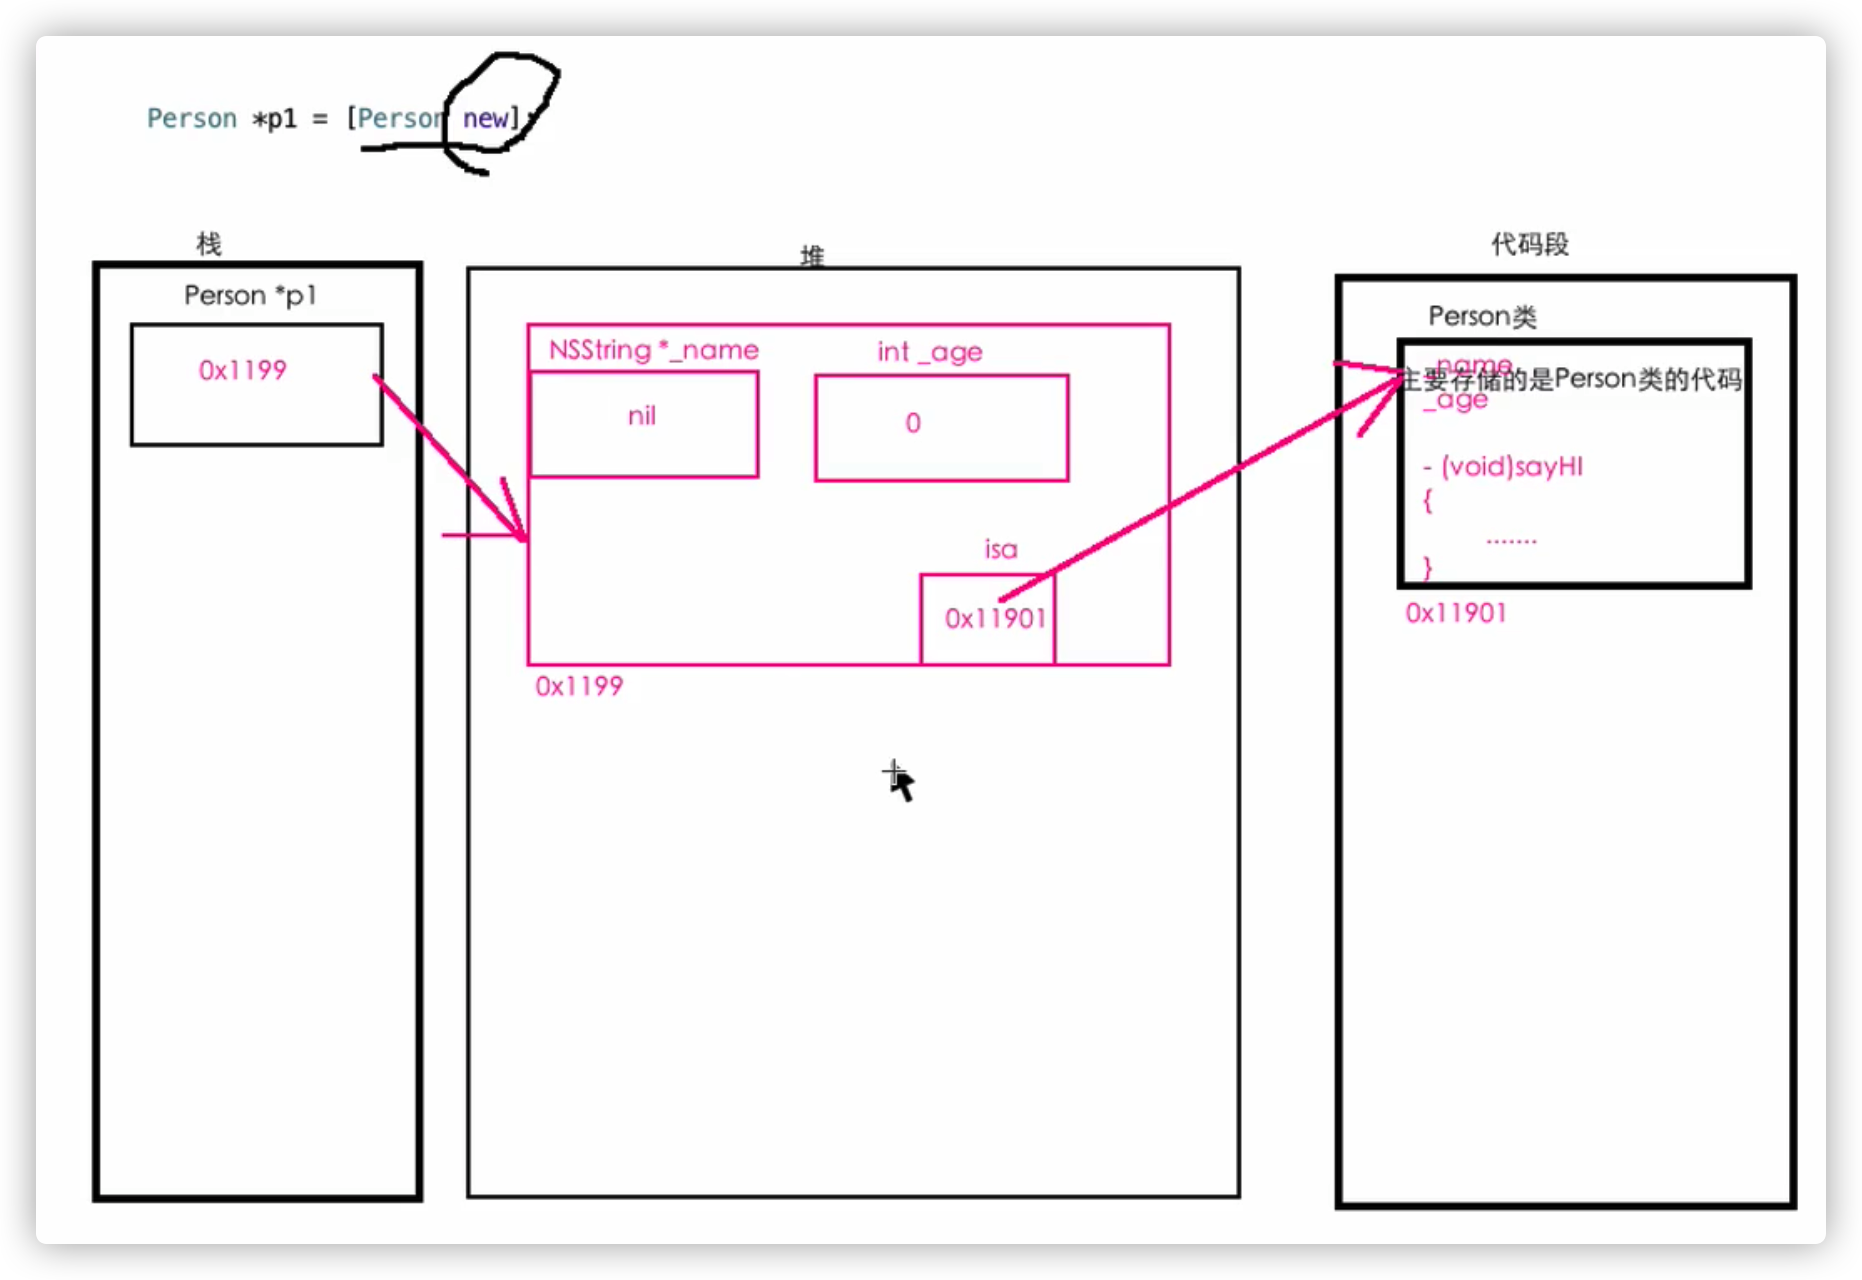 Person *p1 = [Person new];
栈
Person *p1
0x1199
堆
NSString *_name
nil
int _age
0
isa
0x11901
0x1199
代码段
Person类
_name
主要存储的是Person类的代码
_age
- (void)sayHI
{
.......
}
0x11901